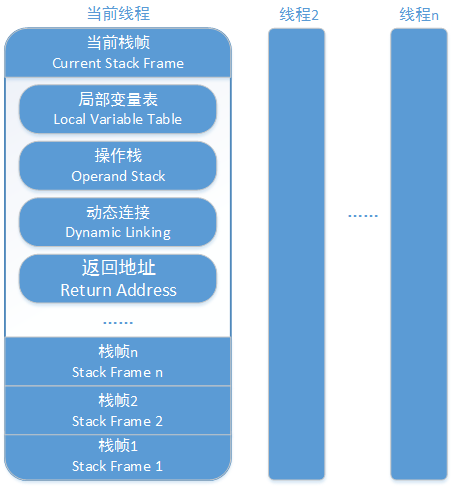 当前线程
线程2
线程n
当前栈帧
Current Stack Frame
局部变量表
Local Variable Table
操作栈
Operand Stack
动态连接
Dynamic Linking
返回地址
Return Address
……
……
栈帧n
Stack Frame n
栈帧2
Stack Frame 2
栈帧1
Stack Frame 1